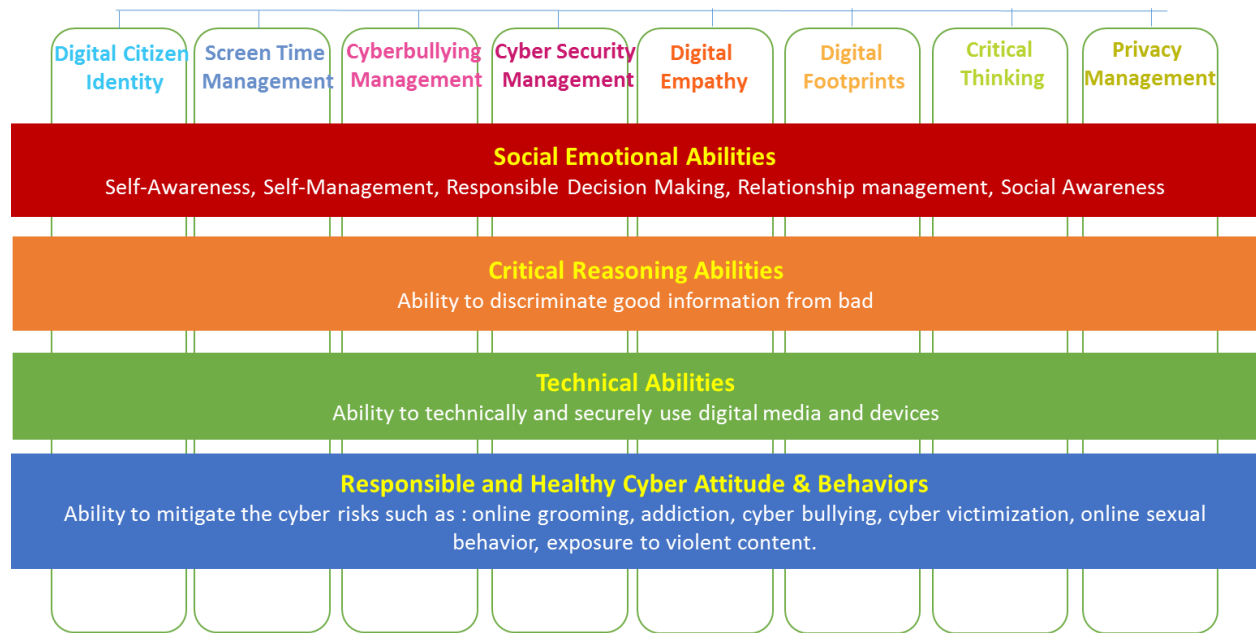 Digital Citizen
Identity
Screen Time
Management
Cyberbullying
Management
Cyber Security
Management
Digital
Empathy
Digital
Footprints
Critical
Thinking
Privacy
Management
Social Emotional Abilities
Self-Awareness, Self-Management, Responsible Decision Making, Relationship management, Social Awareness
Critical Reasoning Abilities
Ability to discriminate good information from bad
Technical Abilities
Ability to technically and securely use digital media and devices
Responsible and Healthy Cyber Attitude & Behaviors
Ability to mitigate the cyber risks such as : online grooming, addiction, cyber bullying, cyber victimization, online sexual
behavior, exposure to violent content.